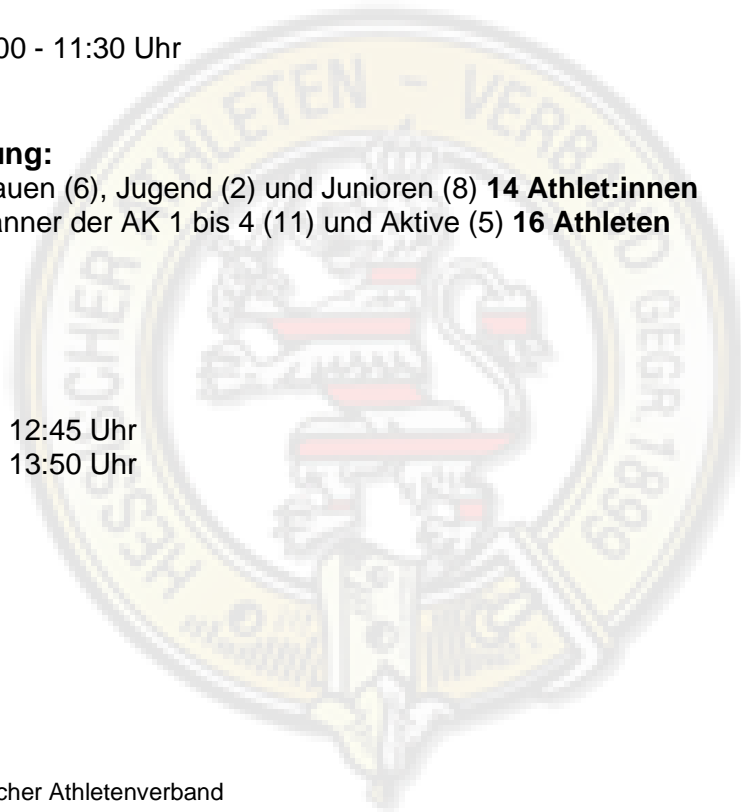 00 - 11:30 Uhr
ung:
auen (6), Jugend (2) und Junioren (8) 14 Athlet:innen
änner der AK 1 bis 4 (11) und Aktive (5) 16 Athleten
12:45 Uhr
13:50 Uhr
HESSISCHER ATHLETEN - VERBAND GEGR. 1899
cher Athletenverband